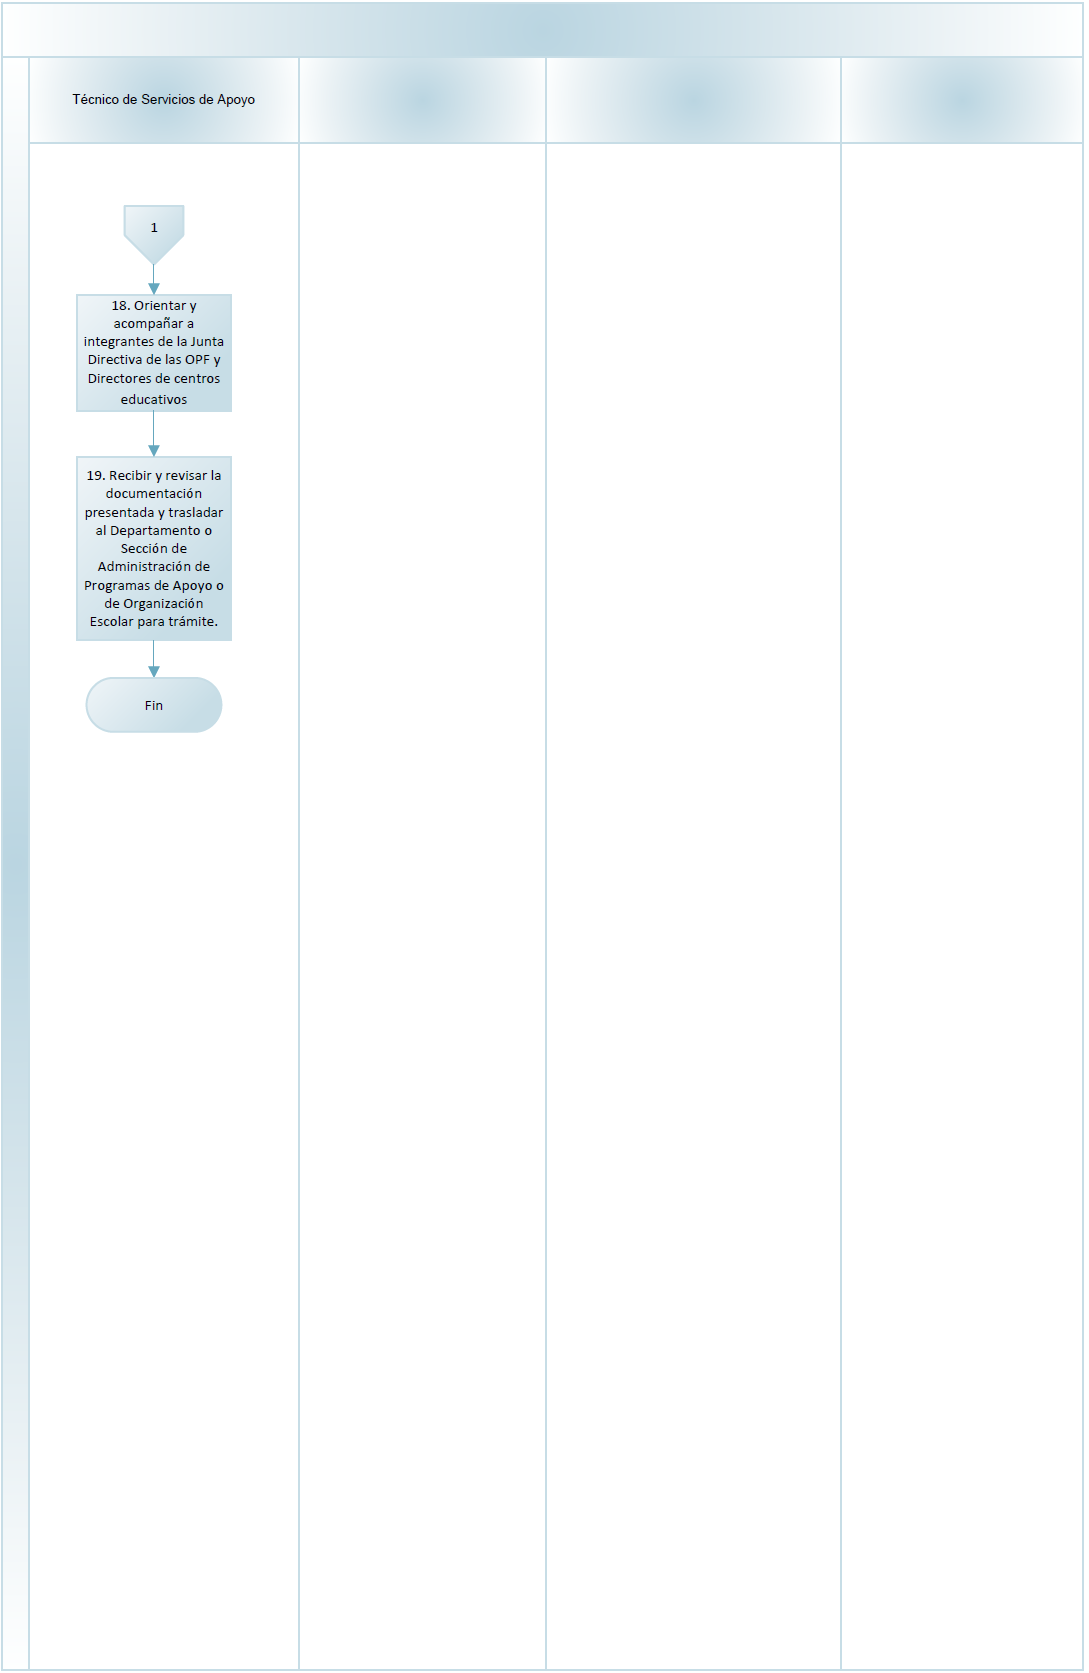 Técnico de Servicios de Apoyo
1
18. Orientar y
acompañar a
integrantes de la Junta
Directiva de las OPF y
Directores de centros
educativos
19. Recibir y revisar la
documentación
presentada y trasladar
al Departamento o
Sección de
Administración de
Programas de Apoyo o
de Organización
Escolar para trámite.
Fin